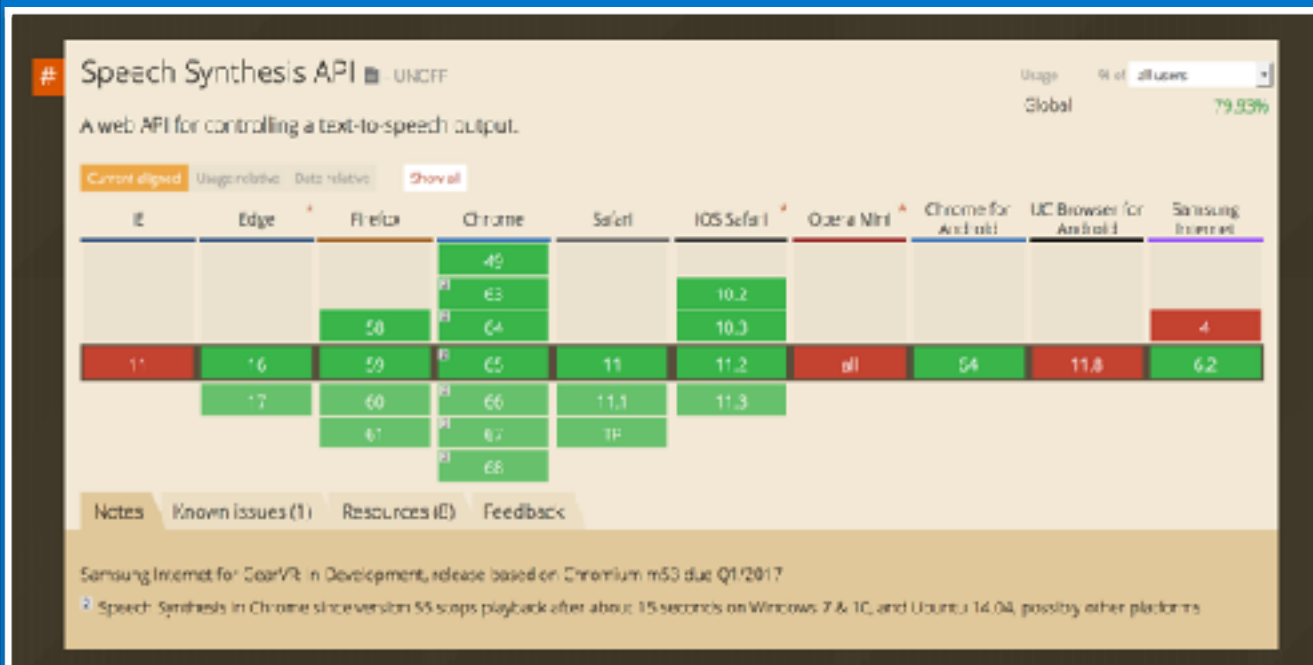 #
Speech Synthesis API - UNOFF
Usage % of all users
Global 79.93%
A web API for controlling a text-to-speech output.
Current aligned Usage relative Date relative Show all
IE Edge * Firefox Chrome Safari iOS Safari * Opera Mini * Chrome for Android UC Browser for Android Samsung Internet
49
63 10.2
58 64 10.3 4
11 16 59 65 11 11.2 all 64 11.8 6.2
17 60 66 11.1 11.3
61 67 TP
68
Notes Known issues (1) Resources Feedback
Samsung Internet for GearVR: In Development, release based on Chromium m53 due Q1/2017
2 Speech Synthesis in Chrome since version 55 stops playback after about 15 seconds on Windows 7 & 10, and Ubuntu 14.04, possibly other platforms